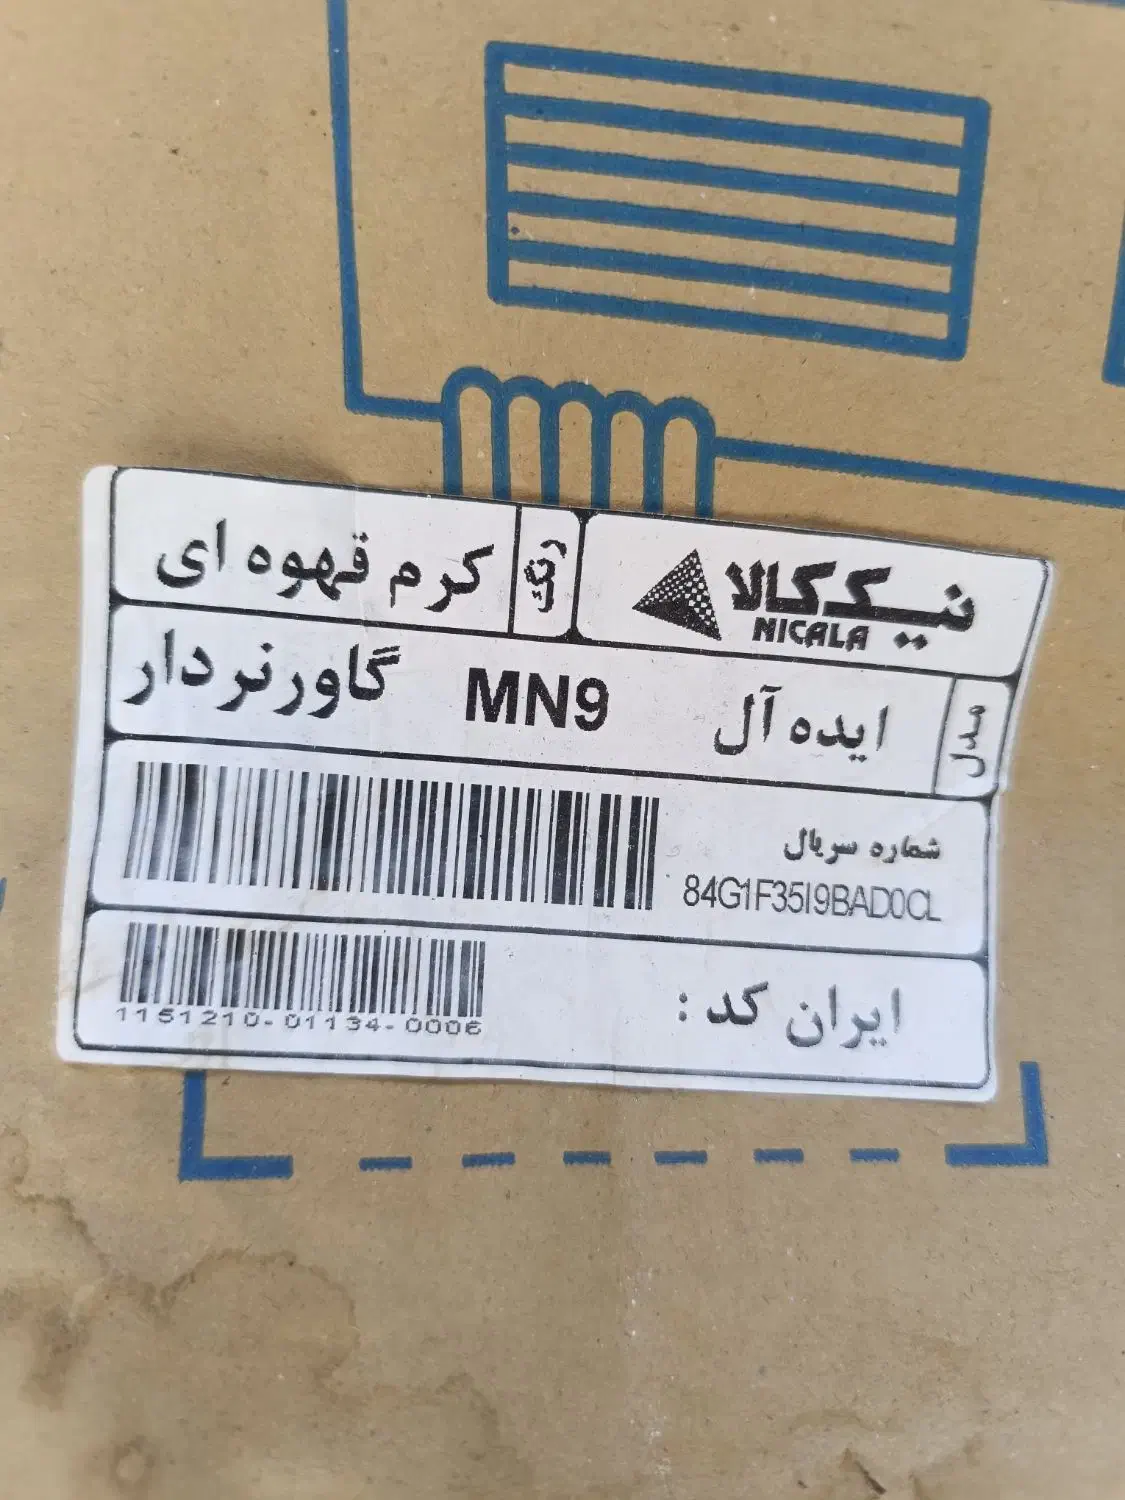 نیک کالا
NICALA
رنگ
کرم قهوه ای
مدل
ایده آل MN9 گاورنردار
شماره سریال
84G1F35I9BAD0CL
ایران کد :
1151210-01134-0006